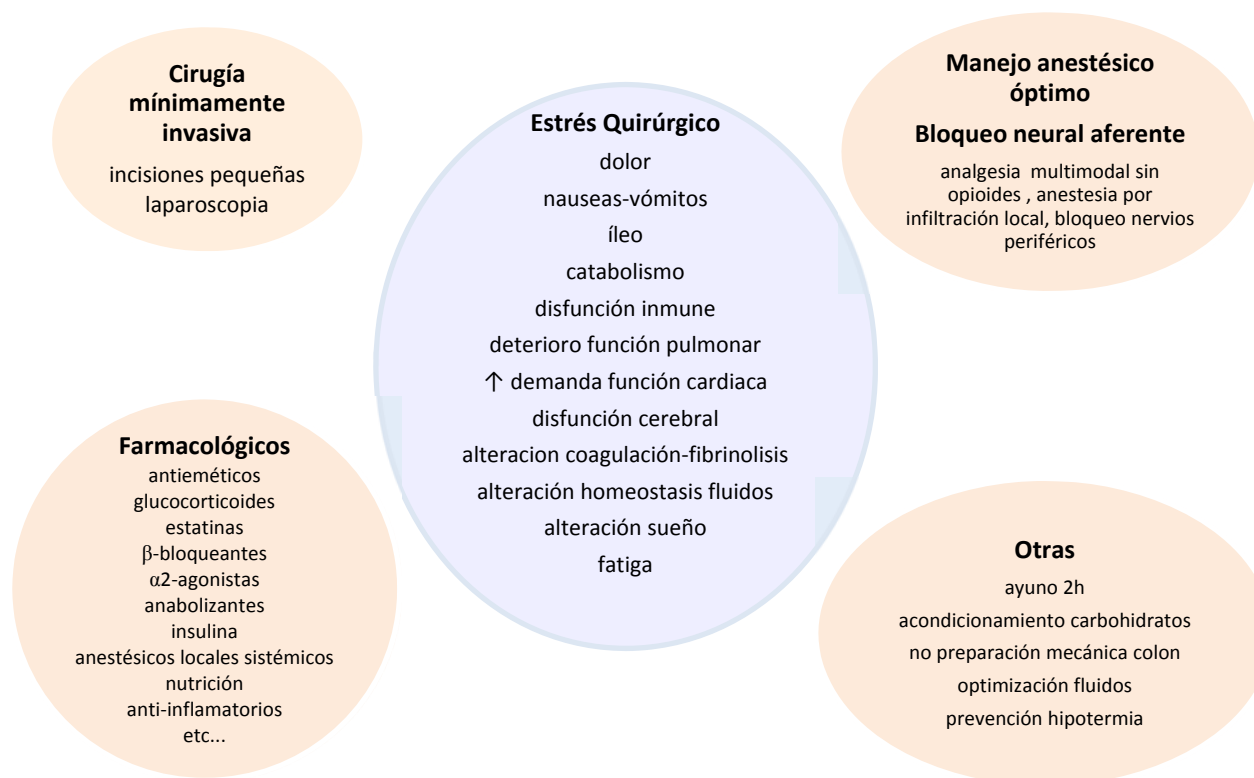 Cirugía
mínimamente
invasiva
incisiones pequeñas
laparoscopia
Estrés Quirúrgico
dolor
nauseas-vómitos
íleo
catabolismo
disfunción inmune
deterioro función pulmonar
↑ demanda función cardiaca
disfunción cerebral
alteracion coagulación-fibrinolisis
alteración homeostasis fluidos
alteración sueño
fatiga
Manejo anestésico
óptimo
Bloqueo neural aferente
analgesia multimodal sin
opioides , anestesia por
infiltración local, bloqueo nervios
periféricos
Farmacológicos
antieméticos
glucocorticoides
estatinas
β-bloqueantes
α2-agonistas
anabolizantes
insulina
anestésicos locales sistémicos
nutrición
anti-inflamatorios
etc...
Otras
ayuno 2h
acondicionamiento carbohidratos
no preparación mecánica colon
optimización fluidos
prevención hipotermia